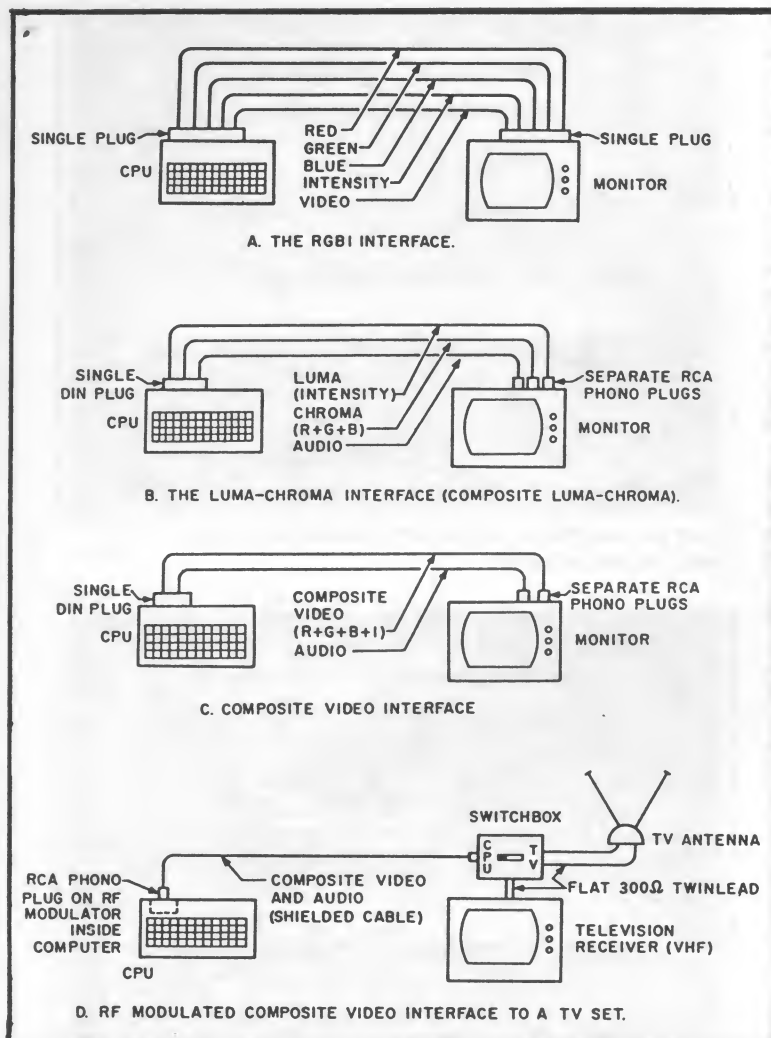 SINGLE PLUG
CPU
RED
GREEN
BLUE
INTENSITY
VIDEO
SINGLE PLUG
MONITOR
A. THE RGBI INTERFACE.
SINGLE
DIN PLUG
CPU
LUMA
(INTENSITY)
CHROMA
(R+G+B)
AUDIO
SEPARATE RCA
PHONO PLUGS
MONITOR
B. THE LUMA-CHROMA INTERFACE (COMPOSITE LUMA-CHROMA).
SINGLE
DIN PLUG
CPU
COMPOSITE
VIDEO
(R+G+B+I)
AUDIO
SEPARATE RCA
PHONO PLUGS
MONITOR
C. COMPOSITE VIDEO INTERFACE
SWITCHBOX
CPU
TV
TV ANTENNA
FLAT 300Ω TWINLEAD
RCA PHONO
PLUG ON RF
MODULATOR
INSIDE
COMPUTER
CPU
COMPOSITE VIDEO
AND AUDIO
(SHIELDED CABLE)
TELEVISION
RECEIVER (VHF)
D. RF MODULATED COMPOSITE VIDEO INTERFACE TO A TV SET.